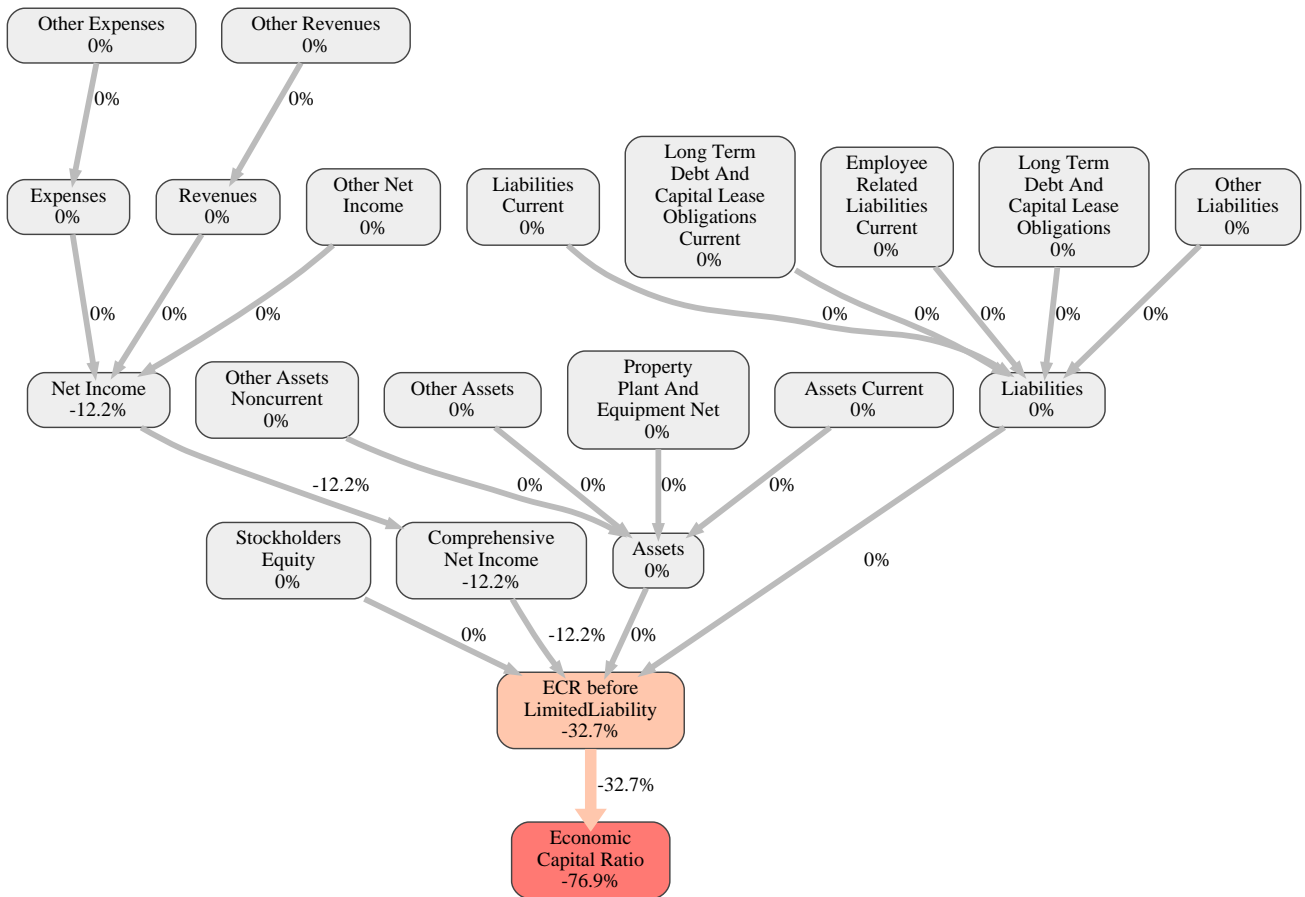 Other Expenses
0%
Other Revenues
0%
0%
0%
Expenses
0%
Revenues
0%
Other Net
Income
0%
Liabilities
Current
0%
Long Term
Debt And
Capital Lease
Obligations
Current
0%
Employee
Related
Liabilities
Current
0%
Long Term
Debt And
Capital Lease
Obligations
0%
Other
Liabilities
0%
0%
0%
0%
0%
0%
0%
0%
0%
Net Income
-12.2%
Other Assets
Noncurrent
0%
Other Assets
0%
Property
Plant And
Equipment Net
0%
Assets Current
0%
Liabilities
0%
-12.2%
0%
0%
0%
0%
Stockholders
Equity
0%
Comprehensive
Net Income
-12.2%
Assets
0%
0%
0%
-12.2%
0%
ECR before
LimitedLiability
-32.7%
-32.7%
Economic
Capital Ratio
-76.9%